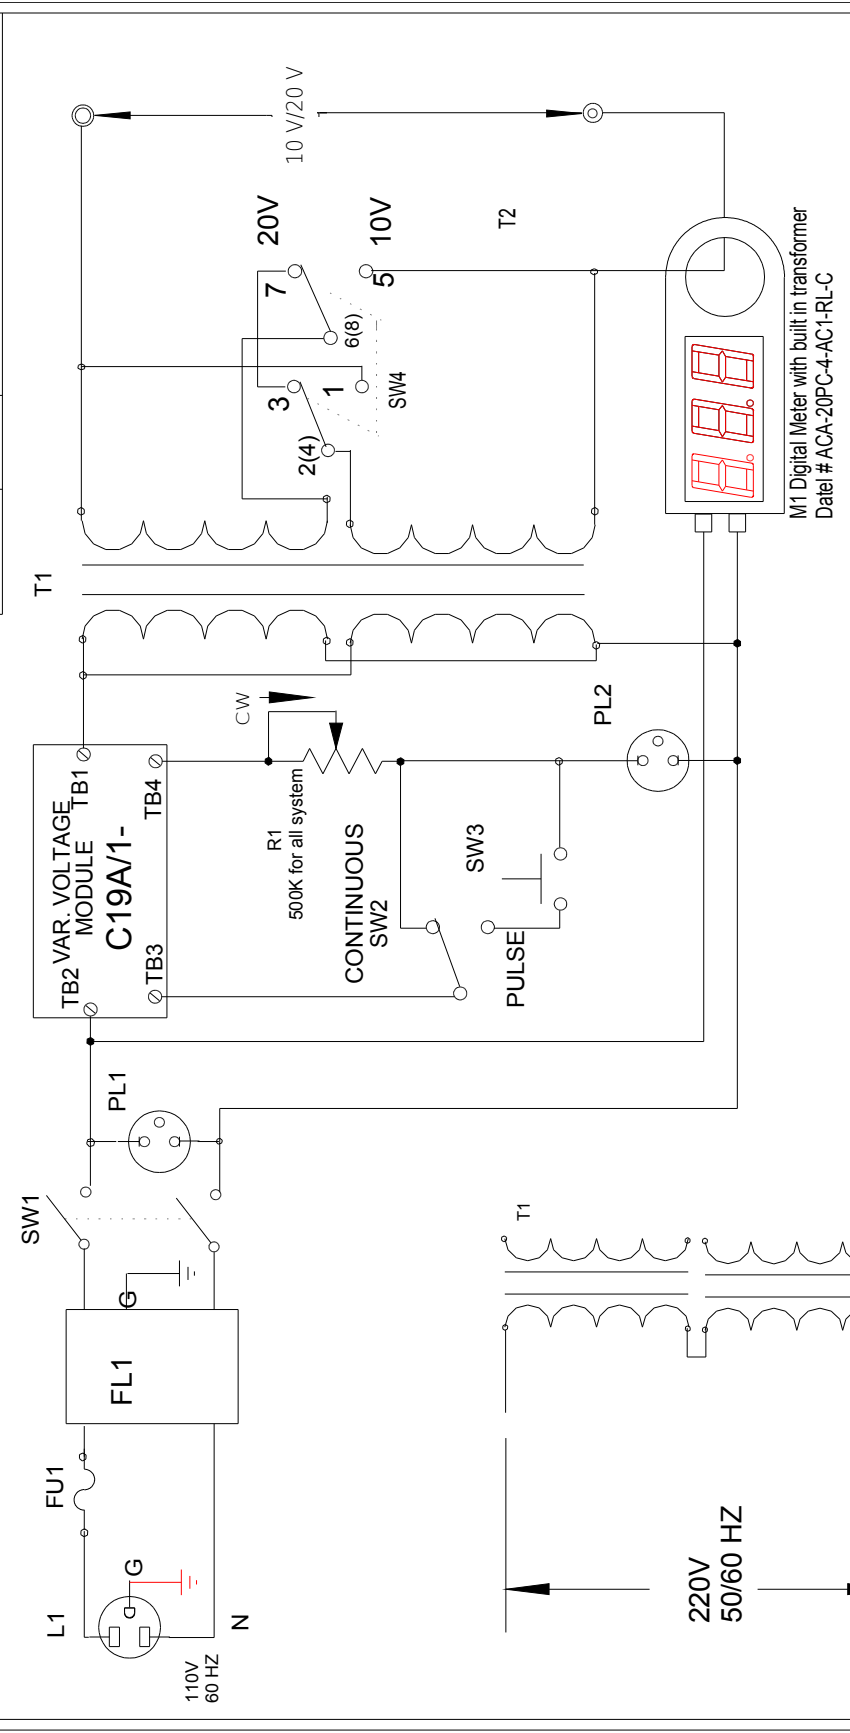 L1
G
N
110V
60 HZ
FU1
FL1
G
SW1
PL1
VAR. VOLTAGE
MODULE
C19A/1-
TB2
TB1
TB3
TB4
R1
500K for all system
CW
CONTINUOUS
SW2
PULSE
SW3
PL2
T1
2(4)
3
1
SW4
6(8)
7
5
20V
10V
T2
10 V/20 V
M1 Digital Meter with built in transformer
Datel # ACA-20PC-4-AC1-RL-C
220V
50/60 HZ
T1